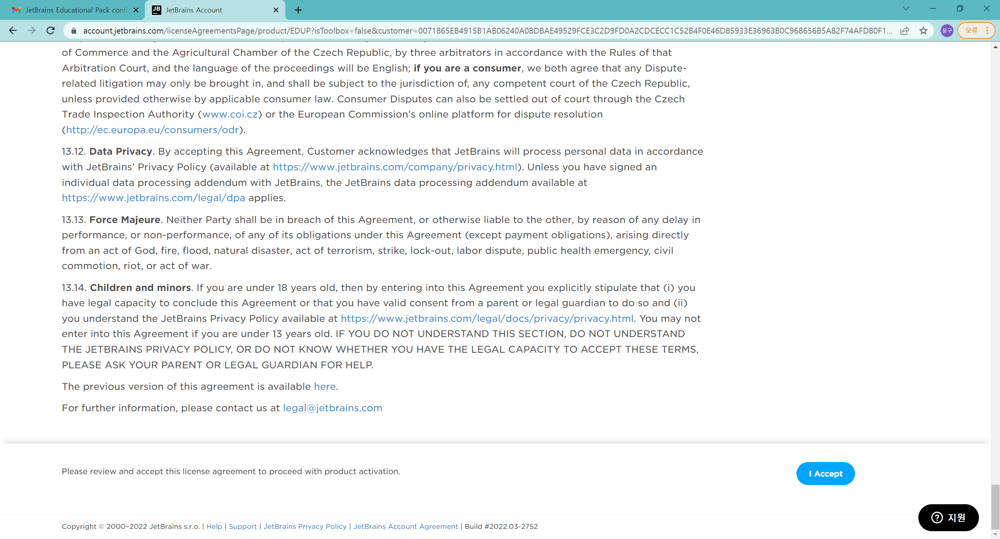 JetBrains Educational Pack confi
JetBrains Account
account.jetbrains.com/licenseAgreementsPage/product/EDUP?isToolbox=false&customer=0071865EB4915B1AB06240A08DBAE49529FCE3C2D9FD0A2CDCECC1C52B4F0E46D85933E36963B0C968656B5A82F74AFD80F1...
응구
오류
of Commerce and the Agricultural Chamber of the Czech Republic, by three arbitrators in accordance with the Rules of that
Arbitration Court, and the language of the proceedings will be English; if you are a consumer, we both agree that any Dispute-
related litigation may only be brought in, and shall be subject to the jurisdiction of, any competent court of the Czech Republic,
unless provided otherwise by applicable consumer law. Consumer Disputes can also be settled out of court through the Czech
Trade Inspection Authority (www.coi.cz) or the European Commission’s online platform for dispute resolution
(http://ec.europa.eu/consumers/odr).
13.12. Data Privacy. By accepting this Agreement, Customer acknowledges that JetBrains will process personal data in accordance
with JetBrains’ Privacy Policy (available at https://www.jetbrains.com/company/privacy.html). Unless you have signed an
individual data processing addendum with JetBrains, the JetBrains data processing addendum available at
https://www.jetbrains.com/legal/dpa applies.
13.13. Force Majeure. Neither Party shall be in breach of this Agreement, or otherwise liable to the other, by reason of any delay in
performance, or non-performance, of any of its obligations under this Agreement (except payment obligations), arising directly
from an act of God, fire, flood, natural disaster, act of terrorism, strike, lock-out, labor dispute, public health emergency, civil
commotion, riot, or act of war.
13.14. Children and minors. If you are under 18 years old, then by entering into this Agreement you explicitly stipulate that (i) you
have legal capacity to conclude this Agreement or that you have valid consent from a parent or legal guardian to do so and (ii)
you understand the JetBrains Privacy Policy available at https://www.jetbrains.com/legal/docs/privacy/privacy.html. You may not
enter into this Agreement if you are under 13 years old. IF YOU DO NOT UNDERSTAND THIS SECTION, DO NOT UNDERSTAND
THE JETBRAINS PRIVACY POLICY, OR DO NOT KNOW WHETHER YOU HAVE THE LEGAL CAPACITY TO ACCEPT THESE TERMS,
PLEASE ASK YOUR PARENT OR LEGAL GUARDIAN FOR HELP.
The previous version of this agreement is available here.
For further information, please contact us at legal@jetbrains.com
Please review and accept this license agreement to proceed with product activation.
I Accept
지원
Copyright © 2000–2022 JetBrains s.r.o. | Help | Support | JetBrains Privacy Policy | JetBrains Account Agreement | Build #2022.03-2752